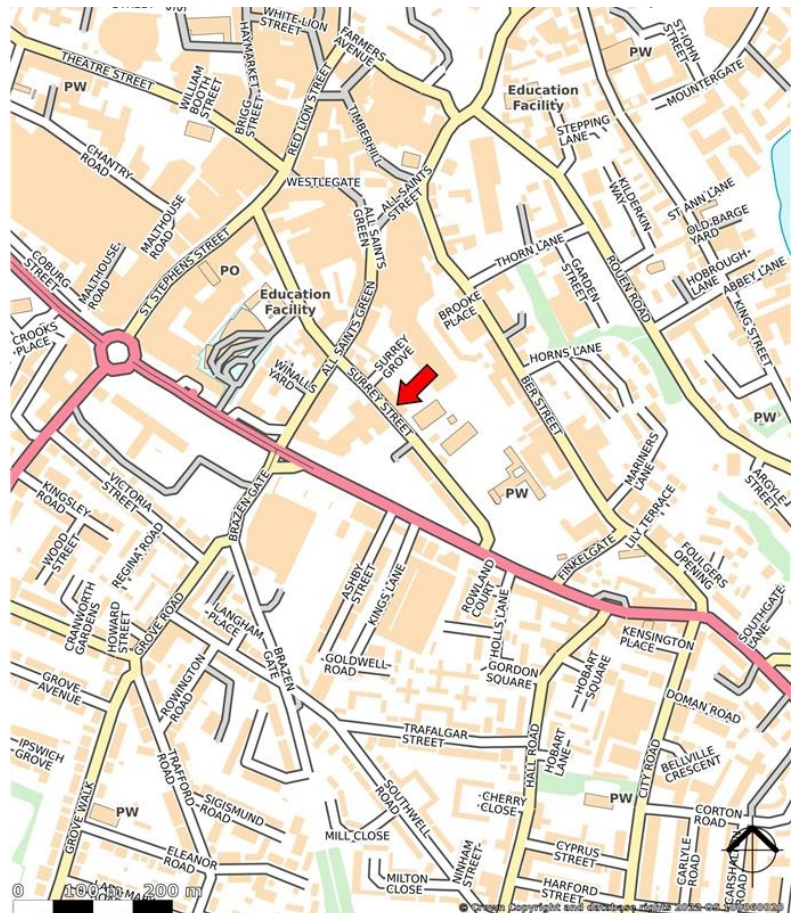 WHITE LION
STREET
FARMERS
AVENUE
HAYMARKET
THEATRE STREET
PW
WILLIAM
BOOTH
STREET
BRIGG
STREET
RED LION STREET
TIMBERHILL
PW
ST JOHN
STREET
MOUNTERGATE
Education
Facility
STEPPING
LANE
CHANTRY
ROAD
WESTLEGATE
ALL SAINTS
STREET
ALL SAINTS
GREEN
KILDERKIN
WAY
ST ANN LANE
OLD BARGE
YARD
MALTHOUSE
ROAD
COBURG
STREET
MALTHOUSE
ROAD
ST STEPHENS STREET
PO
Education
Facility
THORN LANE
HOBROUGH
LANE
ABBEY LANE
BROOKE
PLACE
GARDEN
STREET
ROUEN ROAD
KING STREET
CROOKS
PLACE
ALL SAINTS GREEN
SURREY
GROVE
WINALLS
YARD
SURREY STREET
HORNS LANE
BER STREET
PW
VICTORIA
STREET
KINGSLEY
ROAD
BRAZEN GATE
MARINERS
LANE
ARGYLE
STREET
PW
WOOD
STREET
REGINA ROAD
LILY TERRACE
FINKELGATE
FOULGERS
OPENING
ASHBY
STREET
KINGS LANE
ROWLAND
COURT
HOLLS LANE
CRANWORTH
GARDENS
HOWARD
STREET
GROVE ROAD
LANGHAM
PLACE
SOUTHGATE
LANE
KENSINGTON
PLACE
BRAZEN
GATE
GOLDWELL
ROAD
GORDON
SQUARE
HOBART
SQUARE
GROVE
AVENUE
ROWINGTON
ROAD
DOMAN ROAD
TRAFALGAR
STREET
HALL ROAD
HOBART
LANE
CITY ROAD
IPSWICH
GROVE
TRAFFORD
ROAD
BELLVILLE
CRESCENT
SOUTHWELL
ROAD
CHERRY
CLOSE
PW
CORTON
ROAD
GROVE WALK
PW
SIGISMUND
ROAD
MILL CLOSE
ELEANOR
ROAD
NINHAM
STREET
CYPRUS
STREET
CARLYLE
ROAD
MILTON
CLOSE
HARFORD
STREET
0 100 m 200 m